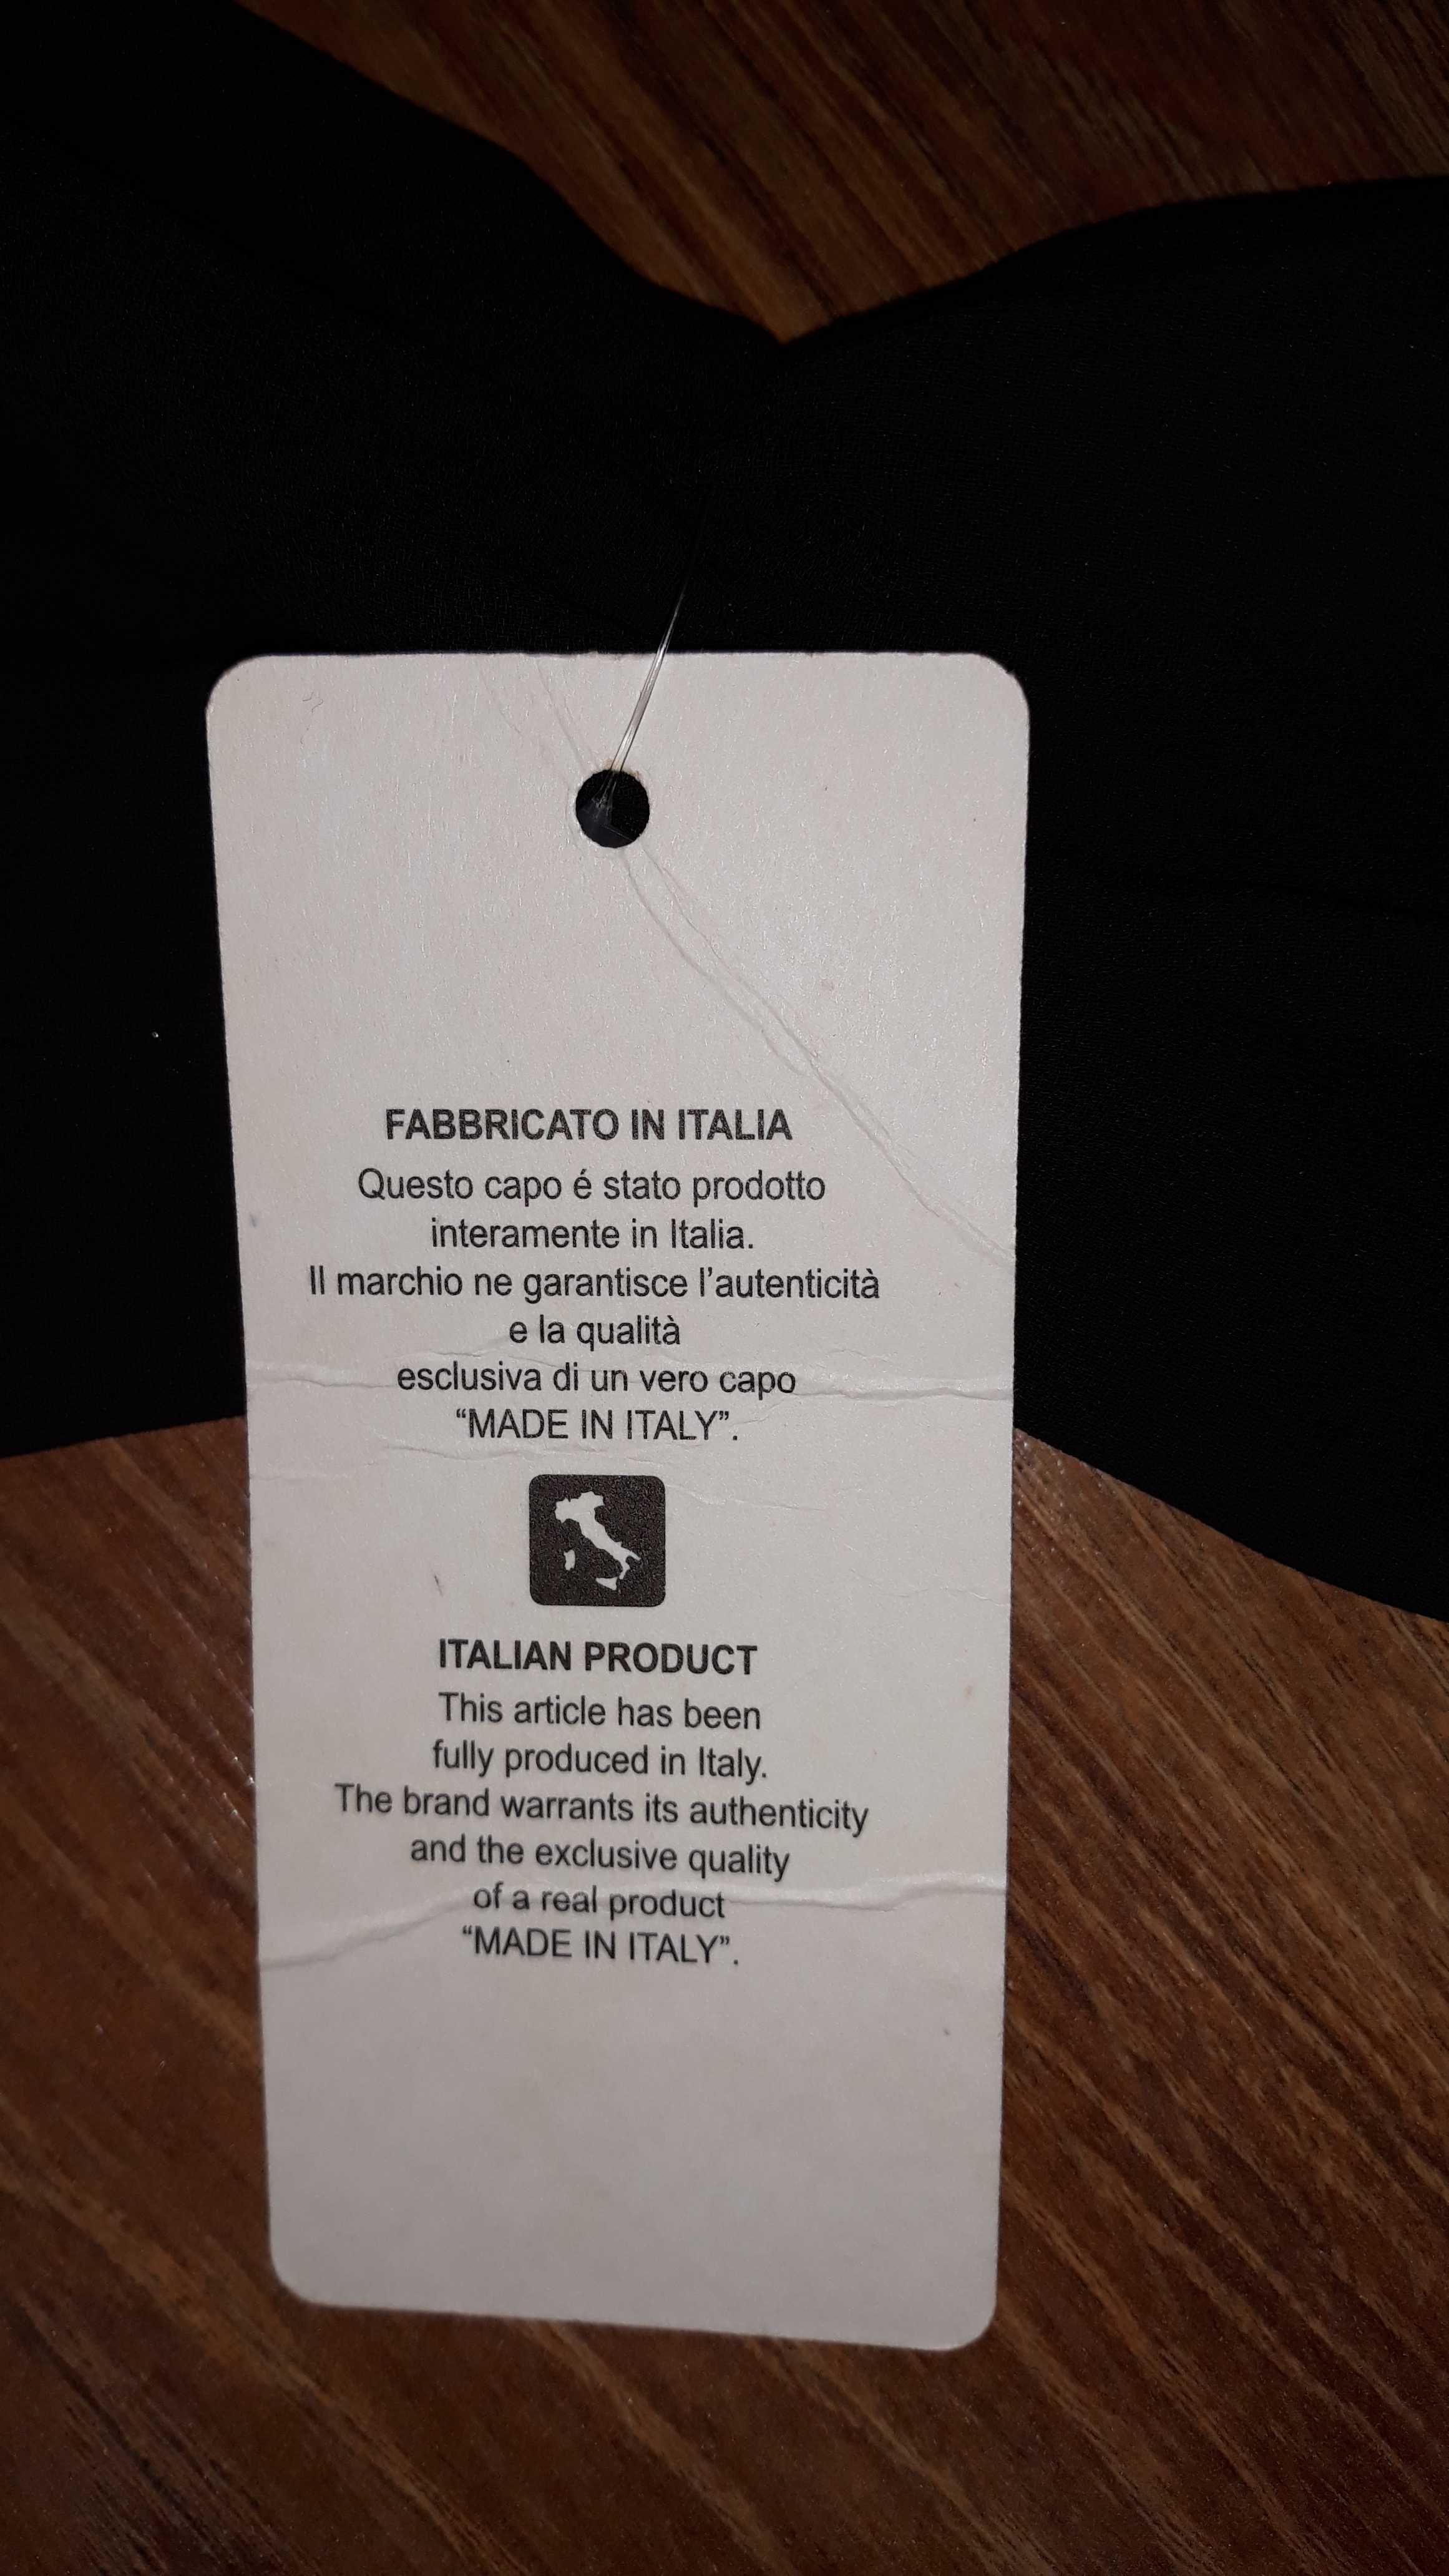 FABBRICATO IN ITALIA
Questo capo é stato prodotto
interamente in Italia.
Il marchio ne garantisce l'autenticità
e la qualità
esclusiva di un vero capo
“MADE IN ITALY”.
ITALIAN PRODUCT
This article has been
fully produced in Italy.
The brand warrants its authenticity
and the exclusive quality
of a real product
“MADE IN ITALY”.